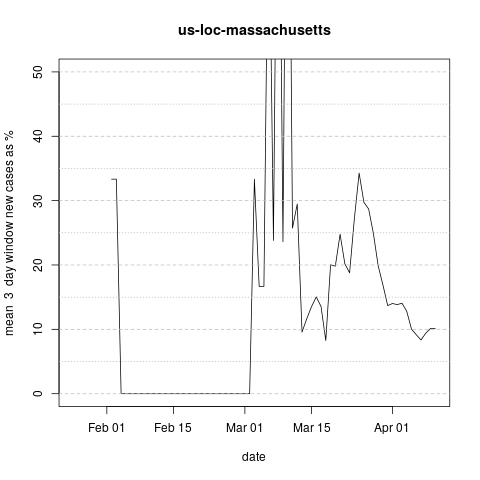 us-loc-massachusetts
mean 3 day window new cases as %
50
40
30
20
10
0
Feb 01 Feb 15 Mar 01 Mar 15 Apr 01
date